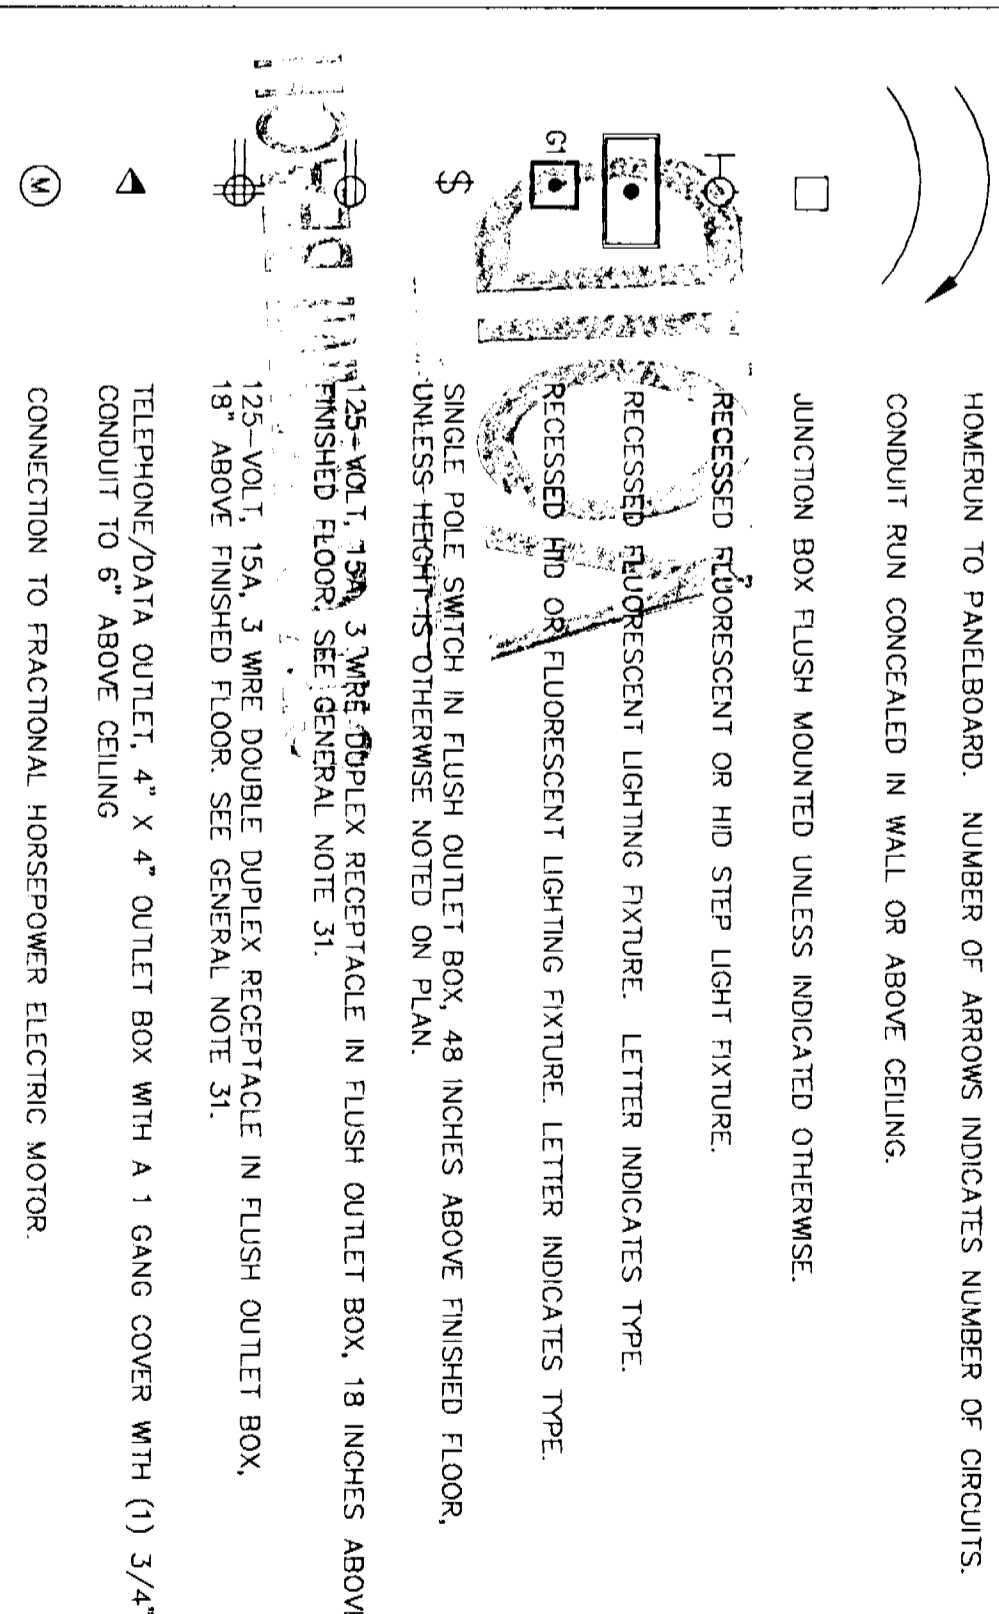 HOMERUN TO PANELBOARD. NUMBER OF ARROWS INDICATES NUMBER OF CIRCUITS.
CONDUIT RUN CONCEALED IN WALL OR ABOVE CEILING.
JUNCTION BOX FLUSH MOUNTED UNLESS INDICATED OTHERWISE.
RECESSED FLUORESCENT OR HID STEP LIGHT FIXTURE.
RECESSED FLUORESCENT LIGHTING FIXTURE. LETTER INDICATES TYPE.
G1 RECESSED HID OR FLUORESCENT LIGHTING FIXTURE. LETTER INDICATES TYPE.
$ SINGLE POLE SWITCH IN FLUSH OUTLET BOX, 48 INCHES ABOVE FINISHED FLOOR,
UNLESS HEIGHT IS OTHERWISE NOTED ON PLAN.
125-VOLT, 15A, 3 WIRE DUPLEX RECEPTACLE IN FLUSH OUTLET BOX, 18 INCHES ABOVE
FINISHED FLOOR. SEE GENERAL NOTE 31.
125-VOLT, 15A, 3 WIRE DOUBLE DUPLEX RECEPTACLE IN FLUSH OUTLET BOX,
18" ABOVE FINISHED FLOOR. SEE GENERAL NOTE 31.
TELEPHONE/DATA OUTLET, 4" X 4" OUTLET BOX WITH A 1 GANG COVER WITH (1) 3/4"
CONDUIT TO 6" ABOVE CEILING
M CONNECTION TO FRACTIONAL HORSEPOWER ELECTRIC MOTOR.